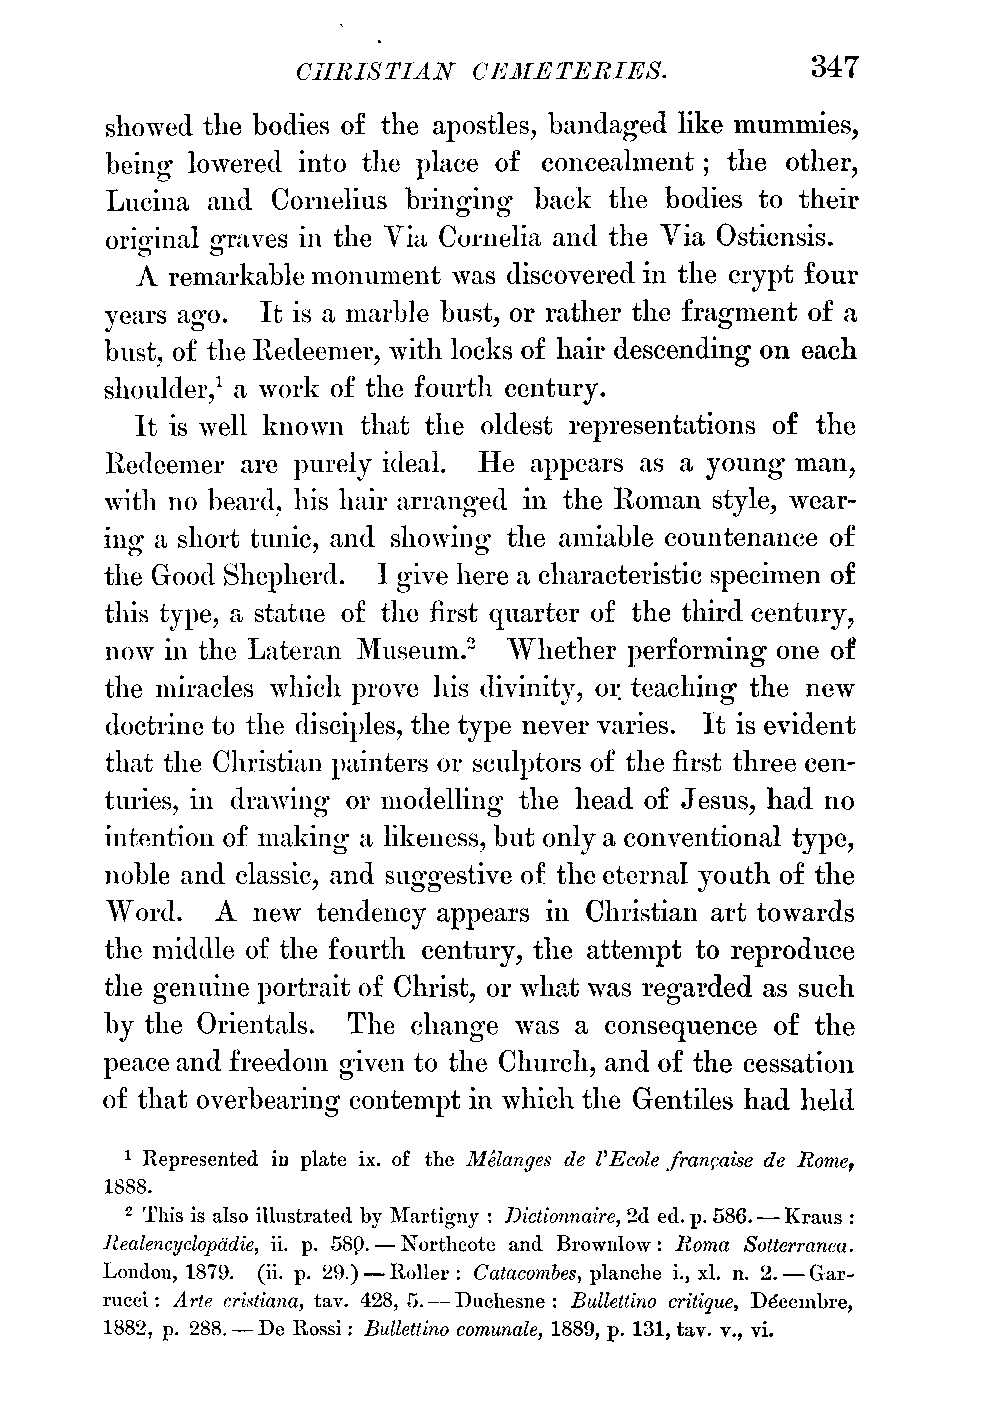 CHRISTIAN CEMETERIES. 347
showed the bodies of the apostles, bandaged like mummies,
being lowered into the place of concealment ; the other,
Lucina and Cornelius bringing back the bodies to their
original graves in the Via Cornelia and the Via Ostiensis.
A remarkable monument was discovered in the crypt four
years ago. It is a marble bust, or rather the fragment of a
bust, of the Redeemer, with locks of hair descending on each
shoulder,¹ a work of the fourth century.
It is well known that the oldest representations of the
Redeemer are purely ideal. He appears as a young man,
with no beard, his hair arranged in the Roman style, wear-
ing a short tunic, and showing the amiable countenance of
the Good Shepherd. I give here a characteristic specimen of
this type, a statue of the first quarter of the third century,
now in the Lateran Museum.² Whether performing one of
the miracles which prove his divinity, or teaching the new
doctrine to the disciples, the type never varies. It is evident
that the Christian painters or sculptors of the first three cen-
turies, in drawing or modelling the head of Jesus, had no
intention of making a likeness, but only a conventional type,
noble and classic, and suggestive of the eternal youth of the
Word. A new tendency appears in Christian art towards
the middle of the fourth century, the attempt to reproduce
the genuine portrait of Christ, or what was regarded as such
by the Orientals. The change was a consequence of the
peace and freedom given to the Church, and of the cessation
of that overbearing contempt in which the Gentiles had held
¹ Represented in plate ix. of the Mélanges de l'Ecole française de Rome,
1888.
² This is also illustrated by Martigny : Dictionnaire, 2d ed. p. 586. — Kraus :
Realencyclopädie, ii. p. 580. — Northcote and Brownlow : Roma Sotterranea.
London, 1879. (ii. p. 29.) — Roller : Catacombes, planche i., xl. n. 2. — Gar-
rucci : Arte cristiana, tav. 428, 5. — Duchesne : Bullettino critique, Décembre,
1882, p. 288. — De Rossi : Bullettino comunale, 1889, p. 131, tav. v., vi.